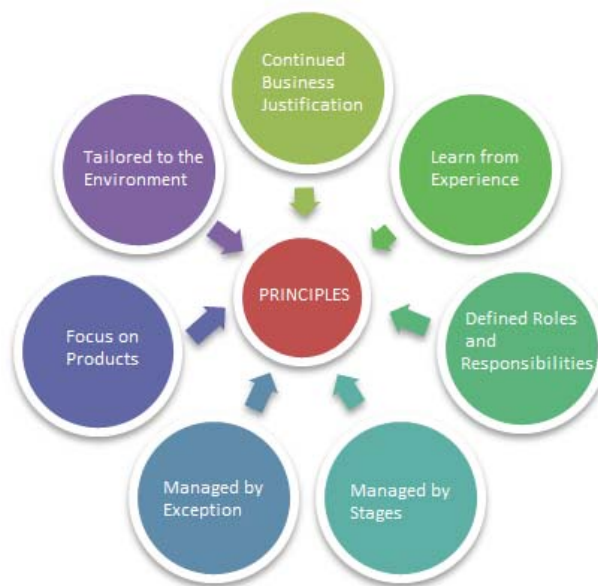 Continued
Business
Justification
Learn from
Experience
Defined Roles
and
Responsibilities
Managed by
Stages
Managed by
Exception
Focus on
Products
Tailored to the
Environment
PRINCIPLES